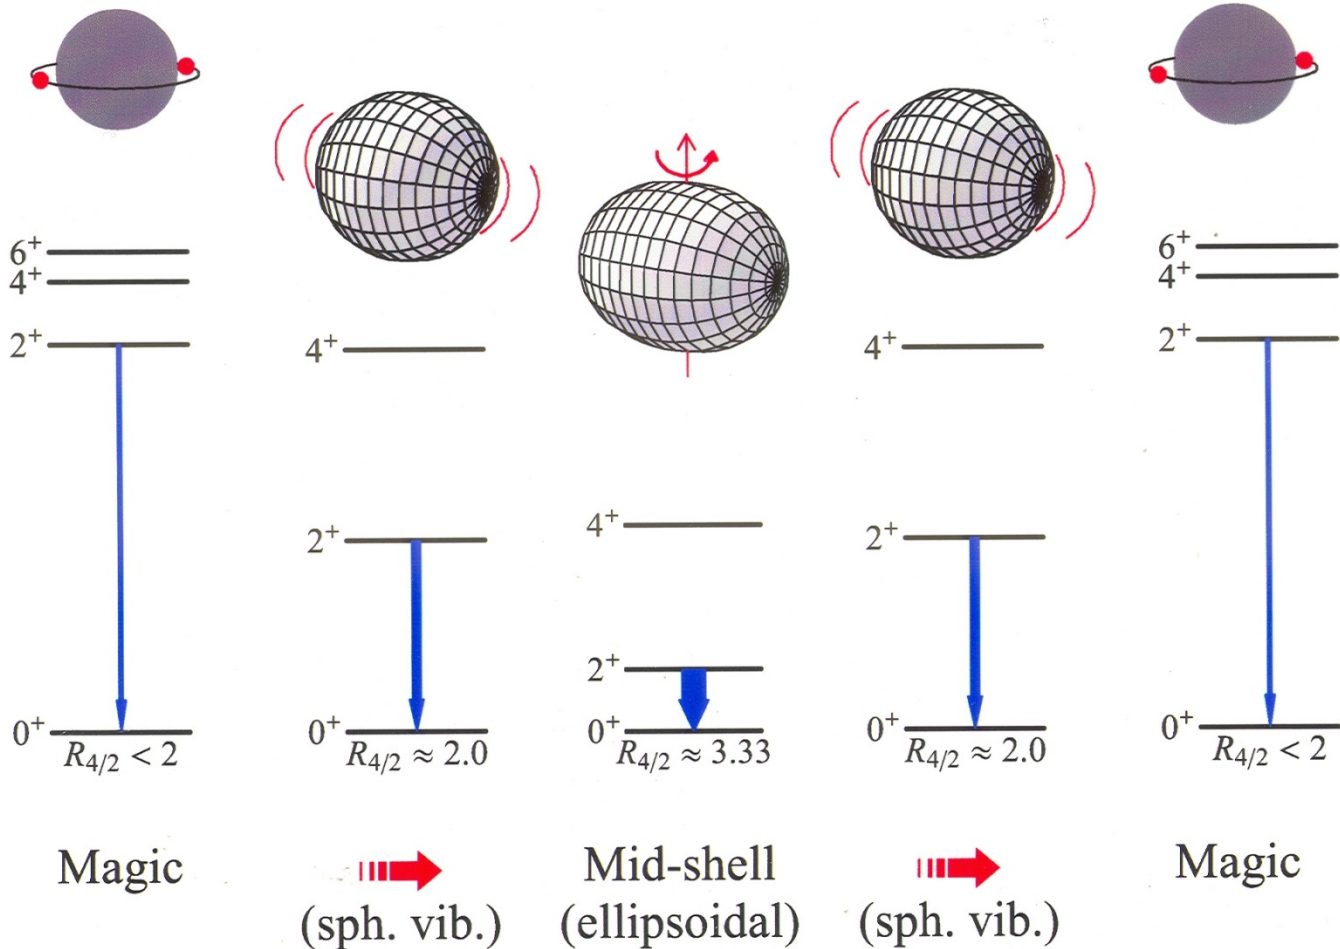 6⁺
4⁺
2⁺
0⁺
R₄/₂ < 2
4⁺
2⁺
0⁺
R₄/₂ ≈ 2.0
4⁺
2⁺
0⁺
R₄/₂ ≈ 3.33
4⁺
2⁺
0⁺
R₄/₂ ≈ 2.0
6⁺
4⁺
2⁺
0⁺
R₄/₂ < 2
Magic
(sph. vib.)
Mid-shell
(ellipsoidal)
(sph. vib.)
Magic